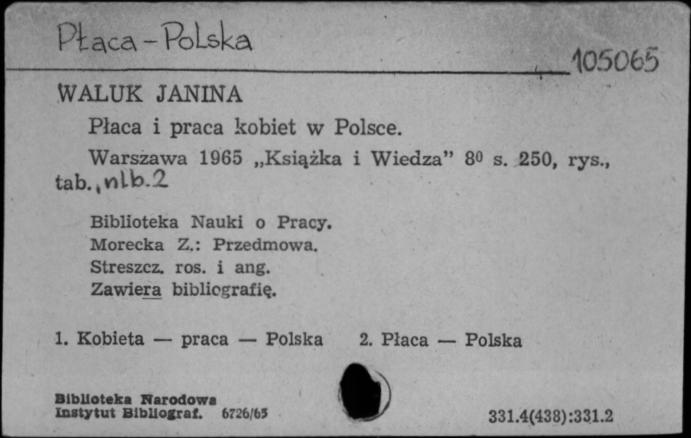 Płaca - Polska
105065
WALUK JANINA
Płaca i praca kobiet w Polsce.
Warszawa 1965 „Książka i Wiedza” 8⁰ s. 250, rys.,
tab., nlb. 2
Biblioteka Nauki o Pracy.
Morecka Z.: Przedmowa.
Streszcz. ros. i ang.
Zawiera bibliografię.
1. Kobieta — praca — Polska 2. Płaca — Polska
Biblioteka Narodowa
Instytut Bibliograf. 6726/65
331.4(438):331.2